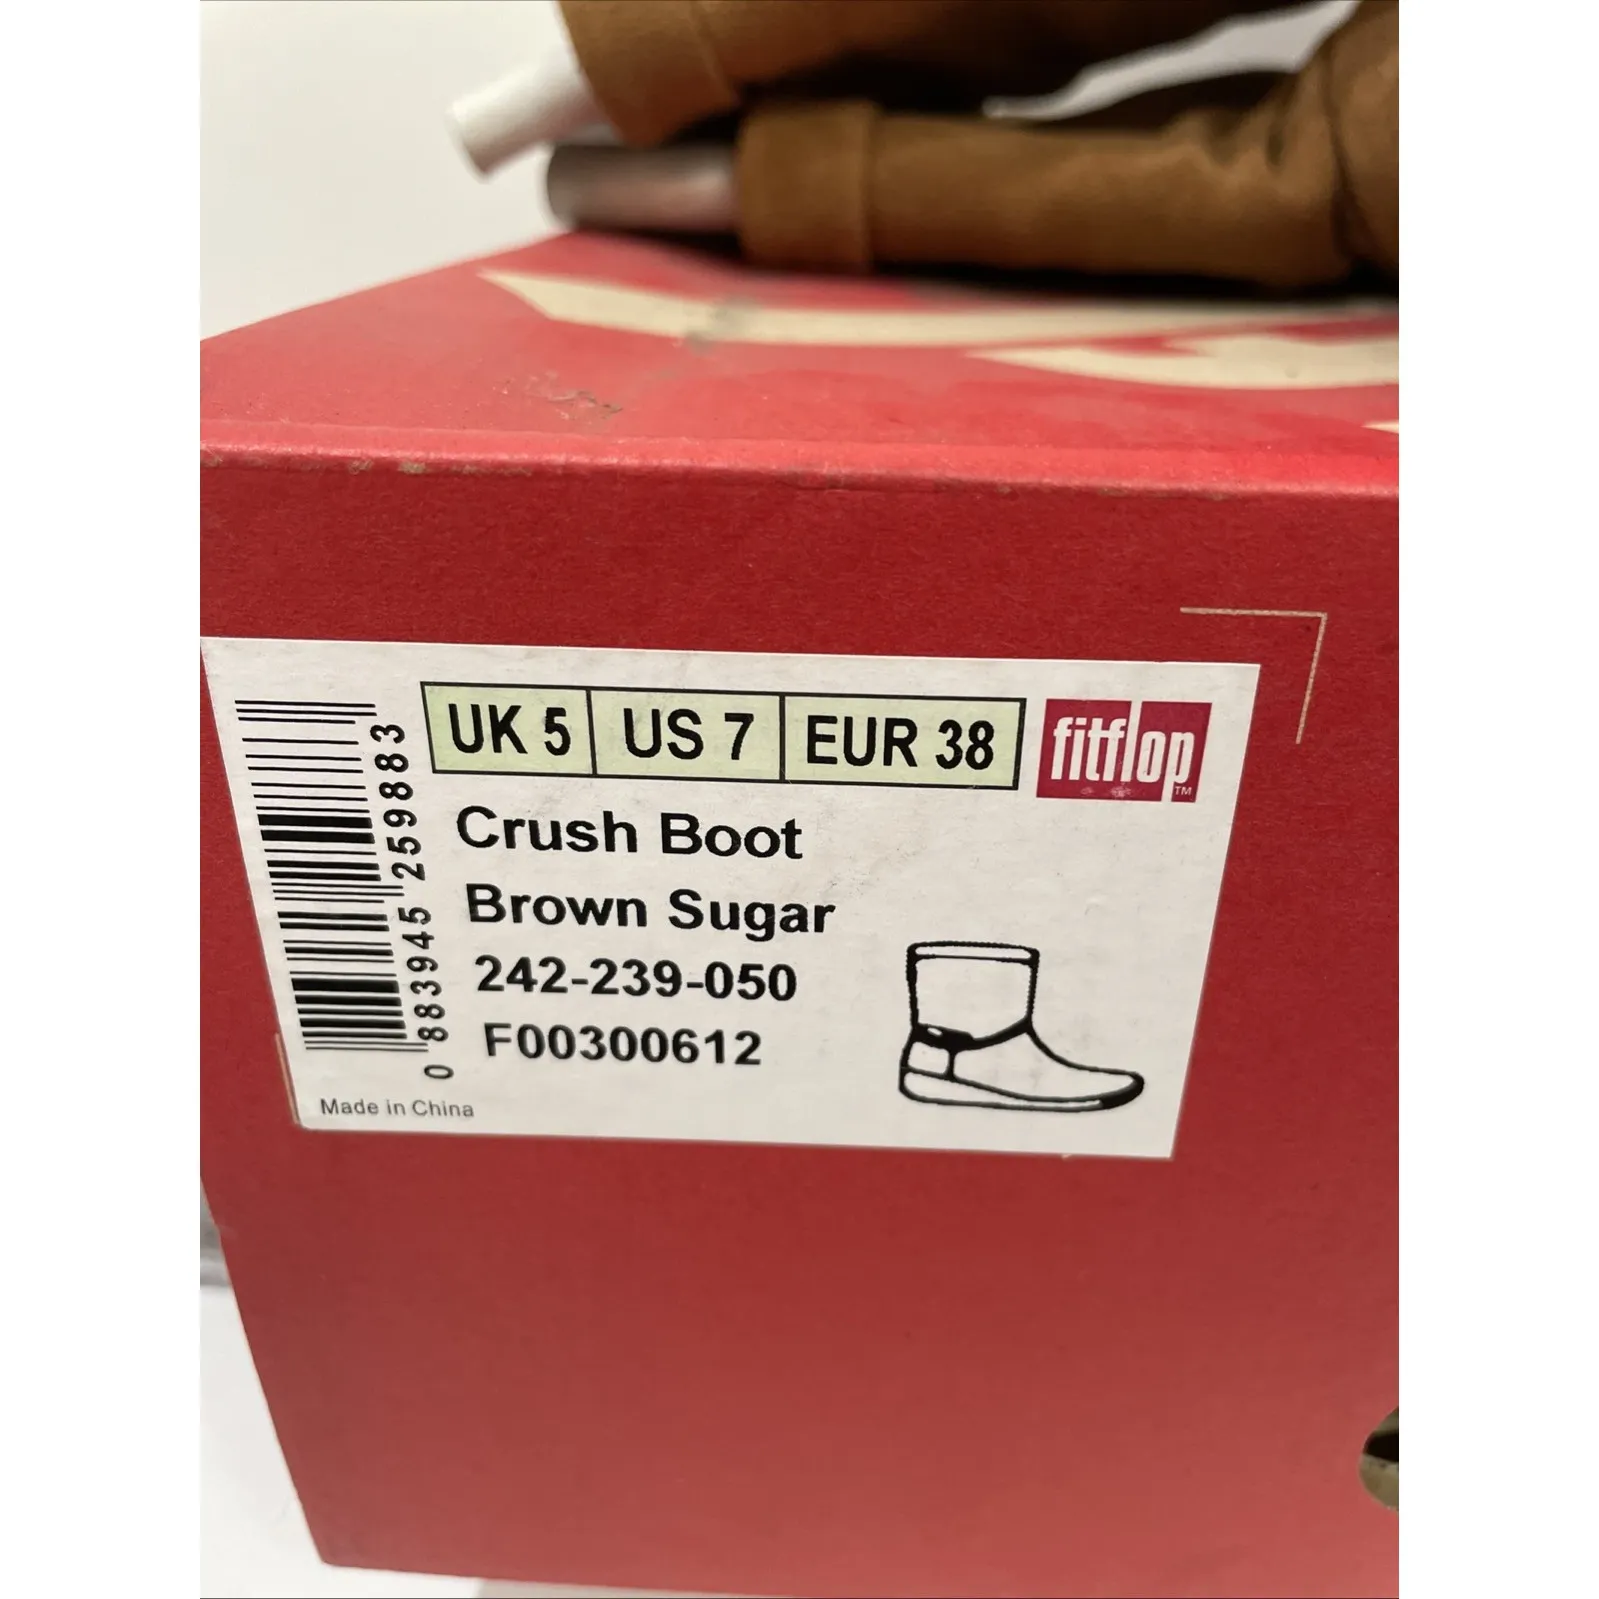 UK 5 US 7 EUR 38 fitflop TM
Crush Boot
Brown Sugar
242-239-050
F00300612
0 883945 259883
Made in China